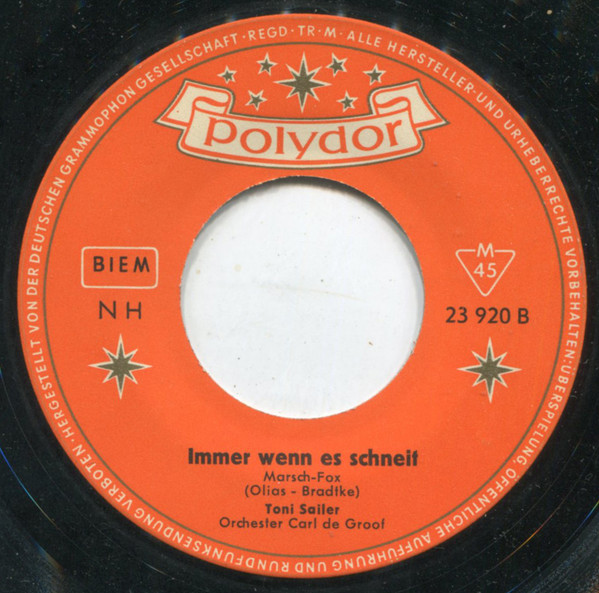 HERGESTELLT VON DER DEUTSCHEN GRAMMOPHON GESELLSCHAFT · REGD · TR · M · ALLE HERSTELLER-UND URHEBERRECHTE VORBEHALTEN: ÜBERSPIELUNG, ÖFFENTLICHE AUFFÜHRUNG UND RUNDFUNKSENDUNG VERBOTEN ·
Polydor
BIEM
NH
M
45
23 920 B
Immer wenn es schneit
Marsch-Fox
(Olias - Bradtke)
Toni Sailer
Orchester Carl de Groof